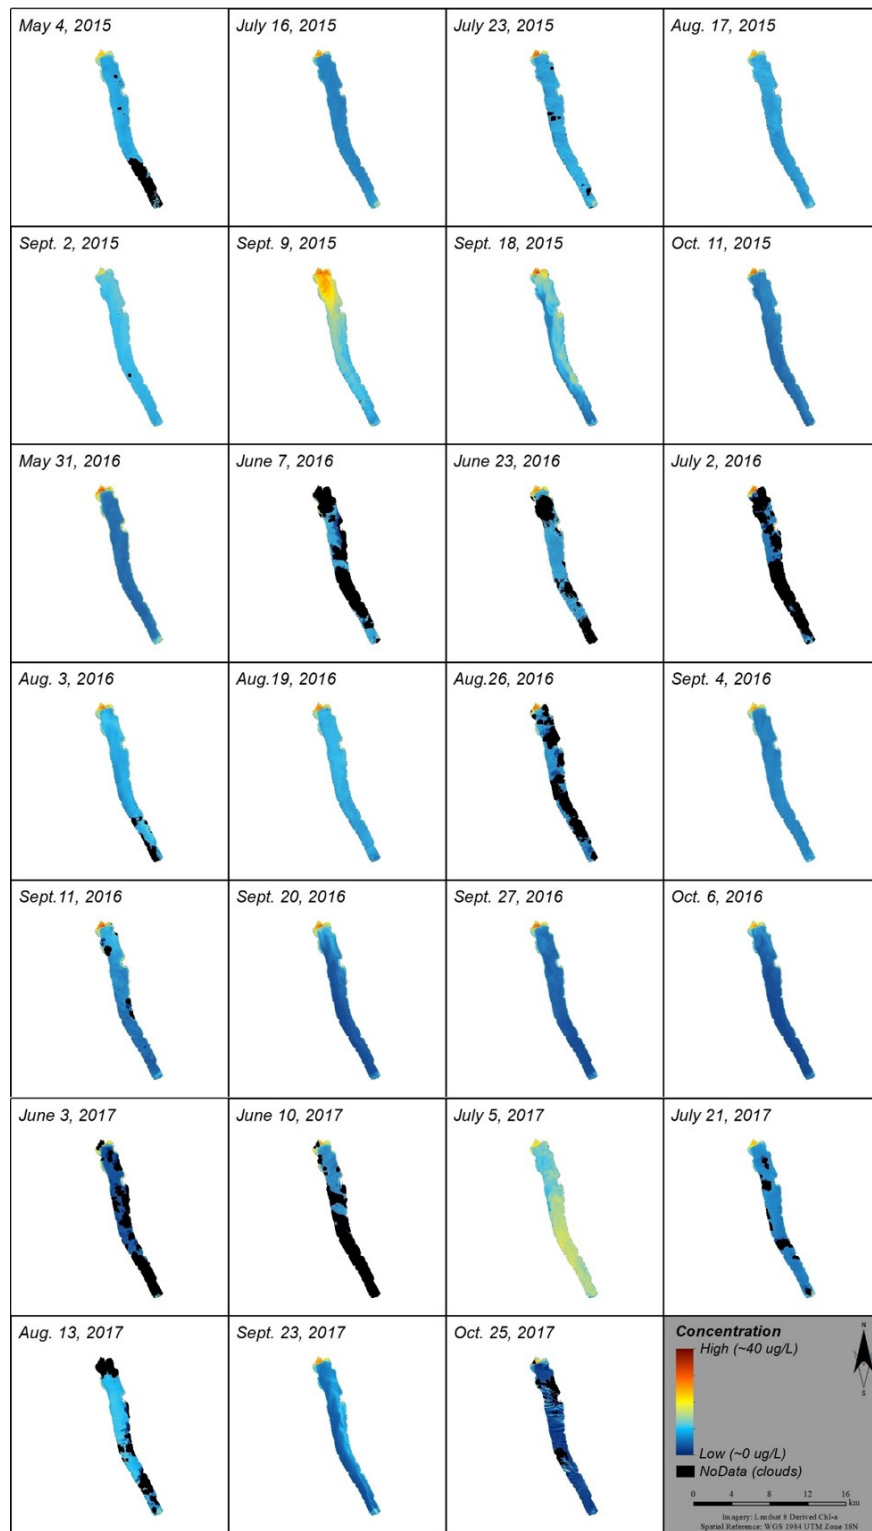 May 4, 2015
July 16, 2015
July 23, 2015
Aug. 17, 2015
Sept. 2, 2015
Sept. 9, 2015
Sept. 18, 2015
Oct. 11, 2015
May 31, 2016
June 7, 2016
June 23, 2016
July 2, 2016
Aug. 3, 2016
Aug.19, 2016
Aug.26, 2016
Sept. 4, 2016
Sept.11, 2016
Sept. 20, 2016
Sept. 27, 2016
Oct. 6, 2016
June 3, 2017
June 10, 2017
July 5, 2017
July 21, 2017
Aug. 13, 2017
Sept. 23, 2017
Oct. 25, 2017
Concentration
High (~40 ug/L)
Low (~0 ug/L)
NoData (clouds)
N
S
0 4 8 12 16
km
Imagery: Landsat 8 Derived Chl-a
Spatial Reference: WGS 1984 UTM Zone 18N